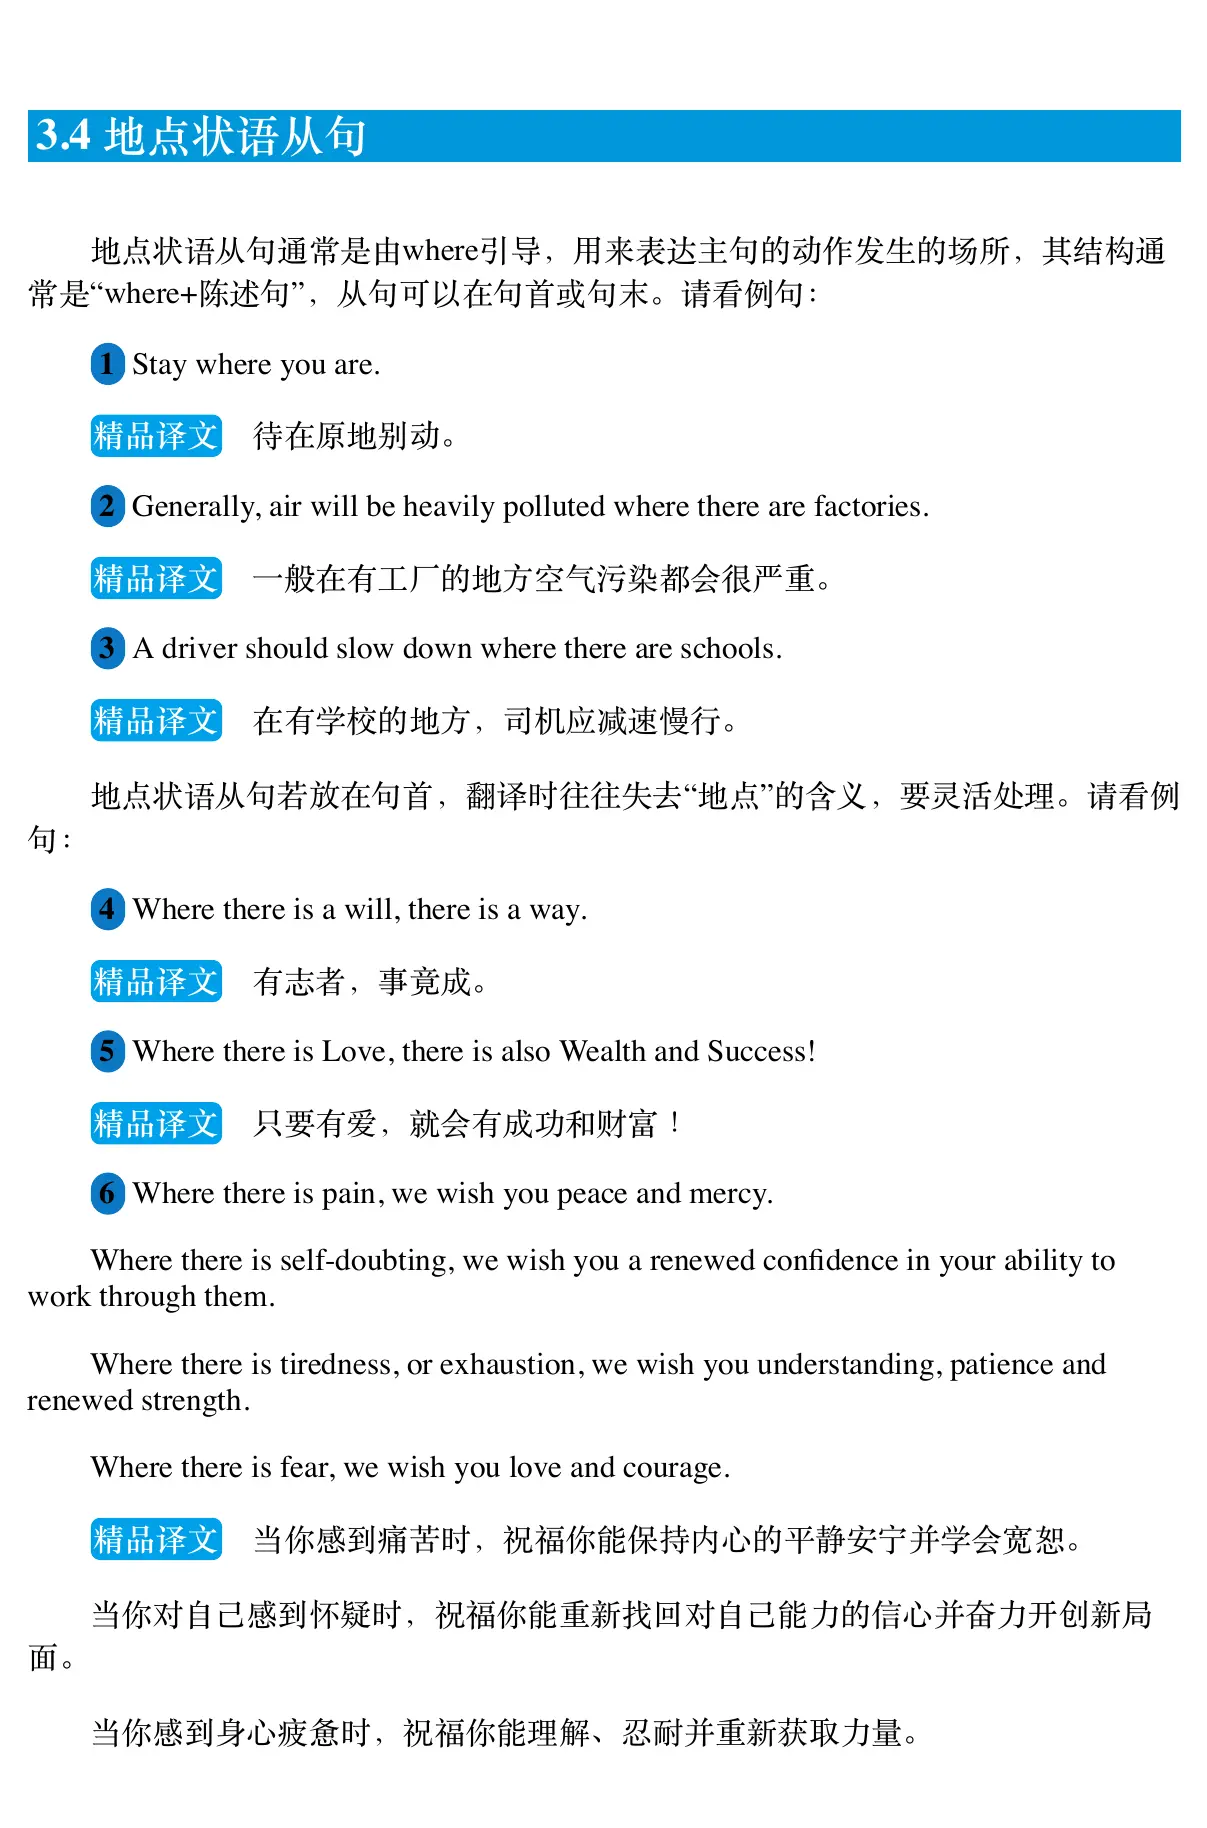 3.4 地点状语从句
地点状语从句通常是由where引导，用来表达主句的动作发生的场所，其结构通
常是“where+陈述句”，从句可以在句首或句末。请看例句：
1 Stay where you are.
精品译文 待在原地别动。
2 Generally, air will be heavily polluted where there are factories.
精品译文 一般在有工厂的地方空气污染都会很严重。
3 A driver should slow down where there are schools.
精品译文 在有学校的地方，司机应减速慢行。
地点状语从句若放在句首，翻译时往往失去“地点”的含义，要灵活处理。请看例
句：
4 Where there is a will, there is a way.
精品译文 有志者，事竟成。
5 Where there is Love, there is also Wealth and Success!
精品译文 只要有爱，就会有成功和财富！
6 Where there is pain, we wish you peace and mercy.
Where there is self-doubting, we wish you a renewed confidence in your ability to
work through them.
Where there is tiredness, or exhaustion, we wish you understanding, patience and
renewed strength.
Where there is fear, we wish you love and courage.
精品译文 当你感到痛苦时，祝福你能保持内心的平静安宁并学会宽恕。
当你对自己感到怀疑时，祝福你能重新找回对自己能力的信心并奋力开创新局
面。
当你感到身心疲惫时，祝福你能理解、忍耐并重新获取力量。